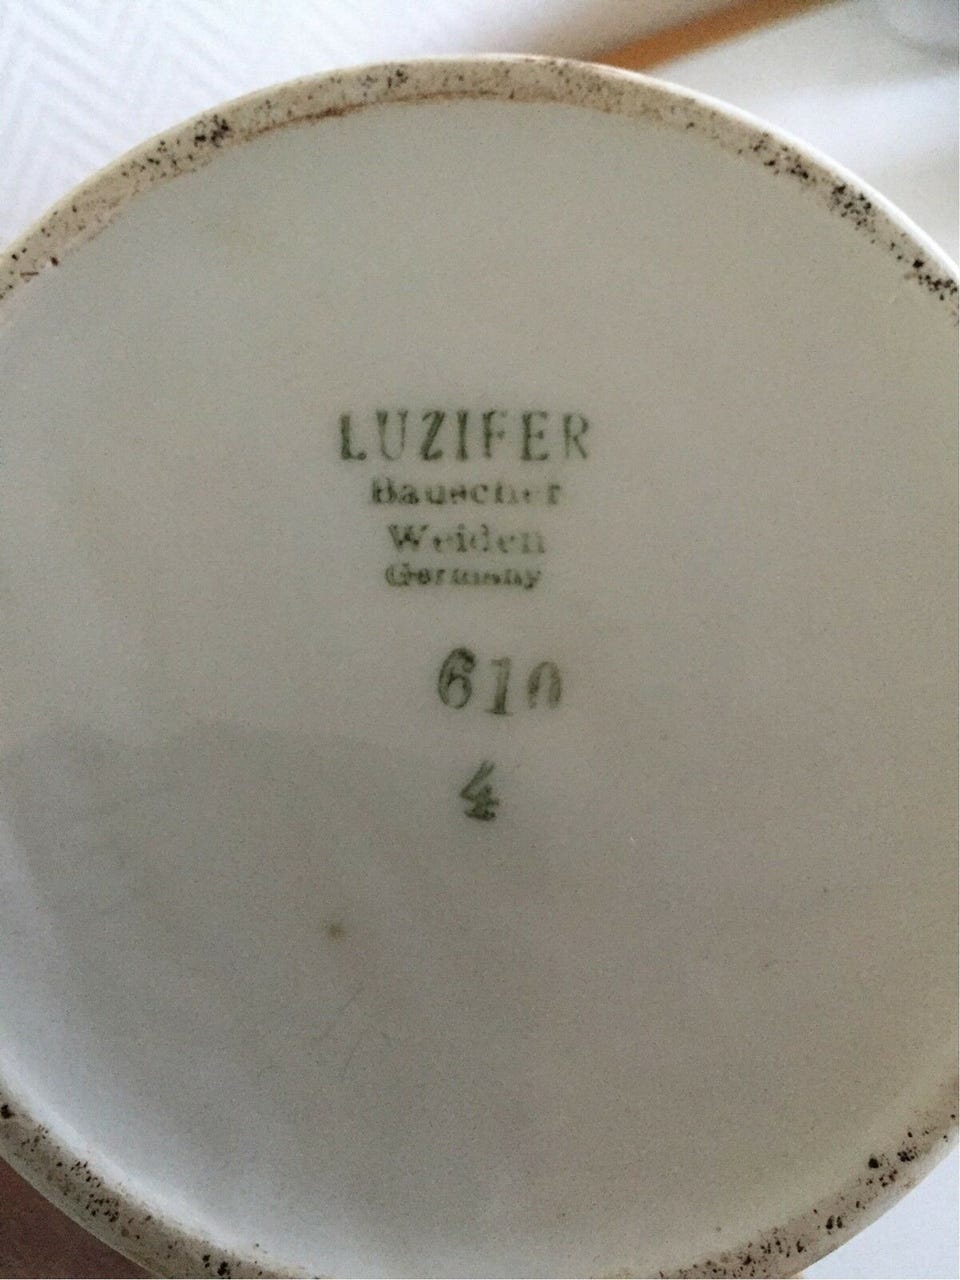 LUZIFER
Bauscher
Weiden
Germany
610
4